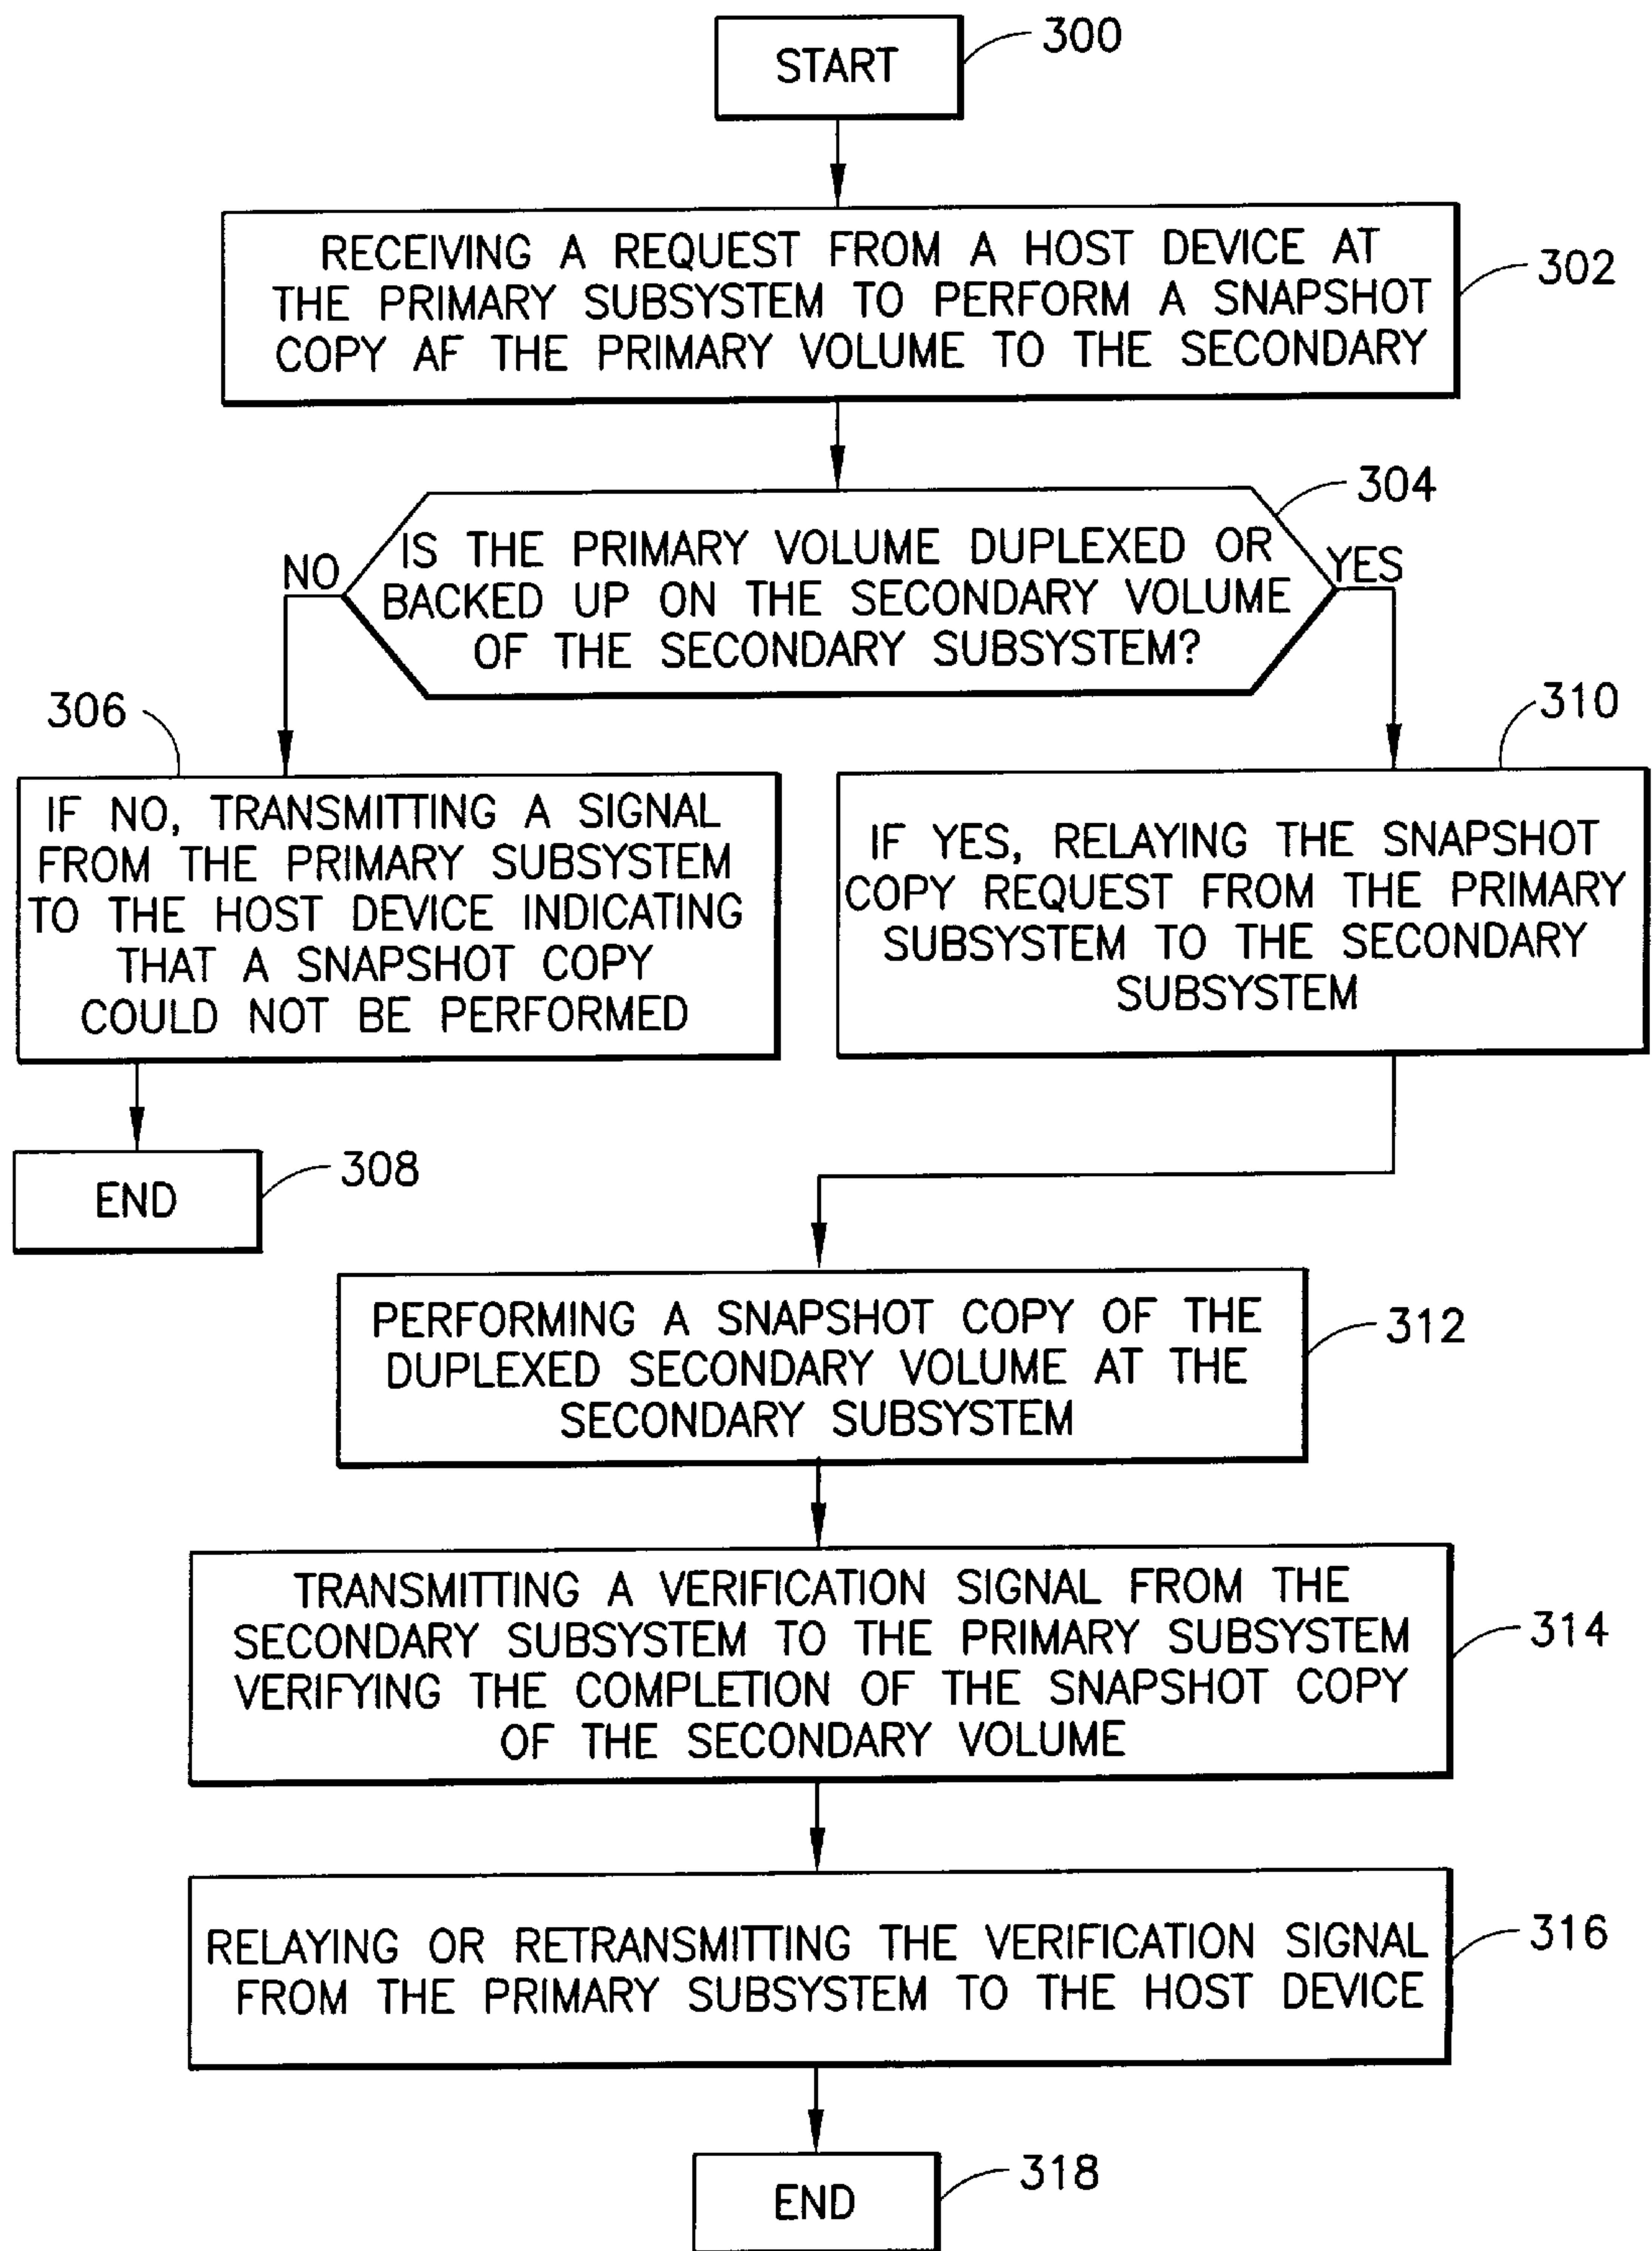 START
300
RECEIVING A REQUEST FROM A HOST DEVICE AT
THE PRIMARY SUBSYSTEM TO PERFORM A SNAPSHOT
COPY AF THE PRIMARY VOLUME TO THE SECONDARY
302
304
IS THE PRIMARY VOLUME DUPLEXED OR
BACKED UP ON THE SECONDARY VOLUME
OF THE SECONDARY SUBSYSTEM?
NO
YES
306
IF NO, TRANSMITTING A SIGNAL
FROM THE PRIMARY SUBSYSTEM
TO THE HOST DEVICE INDICATING
THAT A SNAPSHOT COPY
COULD NOT BE PERFORMED
310
IF YES, RELAYING THE SNAPSHOT
COPY REQUEST FROM THE PRIMARY
SUBSYSTEM TO THE SECONDARY
SUBSYSTEM
END
308
PERFORMING A SNAPSHOT COPY OF THE
DUPLEXED SECONDARY VOLUME AT THE
SECONDARY SUBSYSTEM
312
TRANSMITTING A VERIFICATION SIGNAL FROM THE
SECONDARY SUBSYSTEM TO THE PRIMARY SUBSYSTEM
VERIFYING THE COMPLETION OF THE SNAPSHOT COPY
OF THE SECONDARY VOLUME
314
RELAYING OR RETRANSMITTING THE VERIFICATION SIGNAL
FROM THE PRIMARY SUBSYSTEM TO THE HOST DEVICE
316
END
318